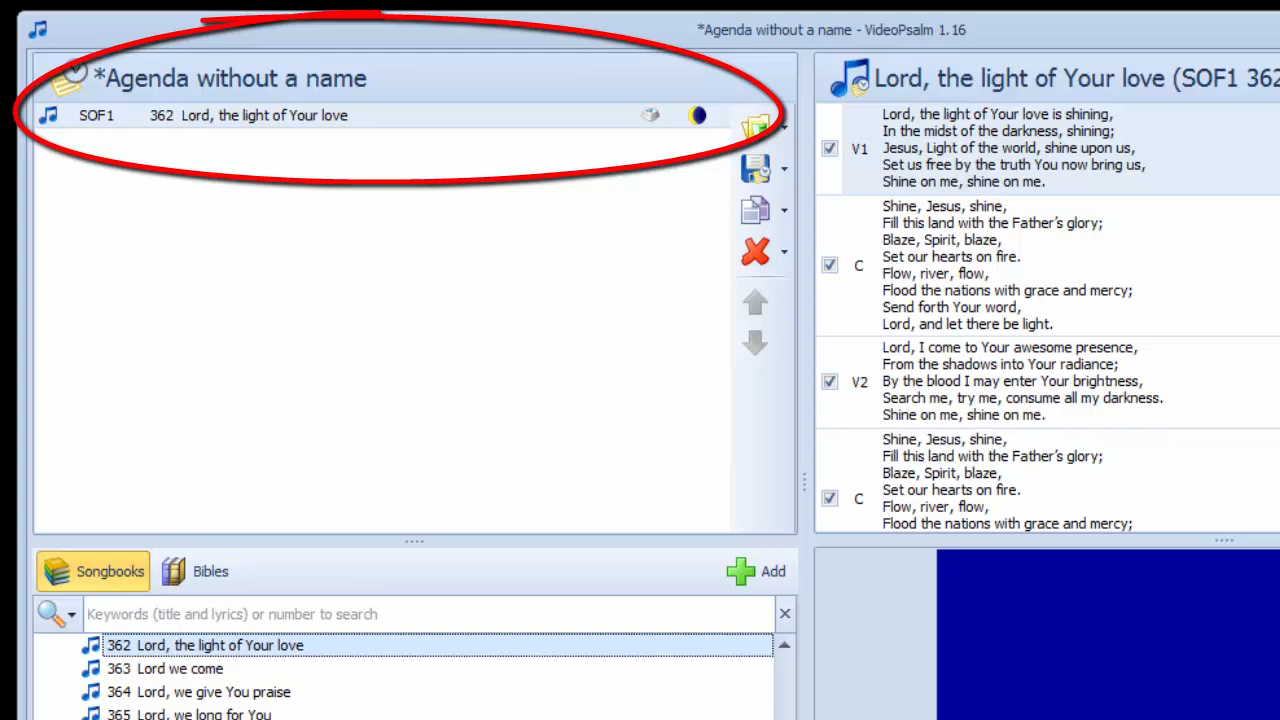 *Agenda without a name - VideoPsalm 1.16
*Agenda without a name
SOF1 362 Lord, the light of Your love
Lord, the light of Your love (SOF1 362
V1
Lord, the light of Your love is shining,
In the midst of the darkness, shining;
Jesus, Light of the world, shine upon us,
Set us free by the truth You now bring us,
Shine on me, shine on me.
C
Shine, Jesus, shine,
Fill this land with the Father's glory;
Blaze, Spirit, blaze,
Set our hearts on fire.
Flow, river, flow,
Flood the nations with grace and mercy;
Send forth Your word,
Lord, and let there be light.
V2
Lord, I come to Your awesome presence,
From the shadows into Your radiance;
By the blood I may enter Your brightness,
Search me, try me, consume all my darkness.
Shine on me, shine on me.
C
Shine, Jesus, shine,
Fill this land with the Father's glory;
Blaze, Spirit, blaze,
Set our hearts on fire.
Flow, river, flow,
Flood the nations with grace and mercy;
Songbooks Bibles Add
Keywords (title and lyrics) or number to search
362 Lord, the light of Your love
363 Lord we come
364 Lord, we give You praise
365 Lord, we long for You